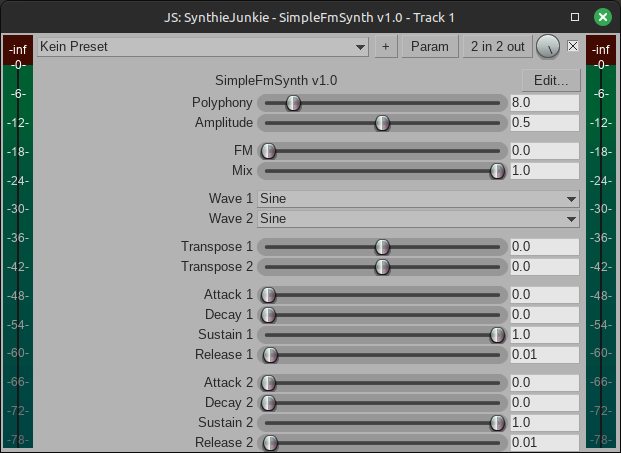 JS: SynthieJunkie - SimpleFmSynth v1.0 - Track 1
-inf Kein Preset + Param 2 in 2 out -inf
-0- -0-
SimpleFmSynth v1.0 Edit...
-6- Polyphony 8.0 -6-
-12- Amplitude 0.5 -12-
-18- FM 0.0 -18-
Mix 1.0
-24- -24-
Wave 1 Sine
-30- Wave 2 Sine -30-
-36- Transpose 1 0.0 -36-
-42- Transpose 2 0.0 -42-
-48- Attack 1 0.0 -48-
Decay 1 0.0
-54- Sustain 1 1.0 -54-
-60- Release 1 0.01 -60-
-66- Attack 2 0.0 -66-
Decay 2 0.0
-72- Sustain 2 1.0 -72-
-78- Release 2 0.01 -78-